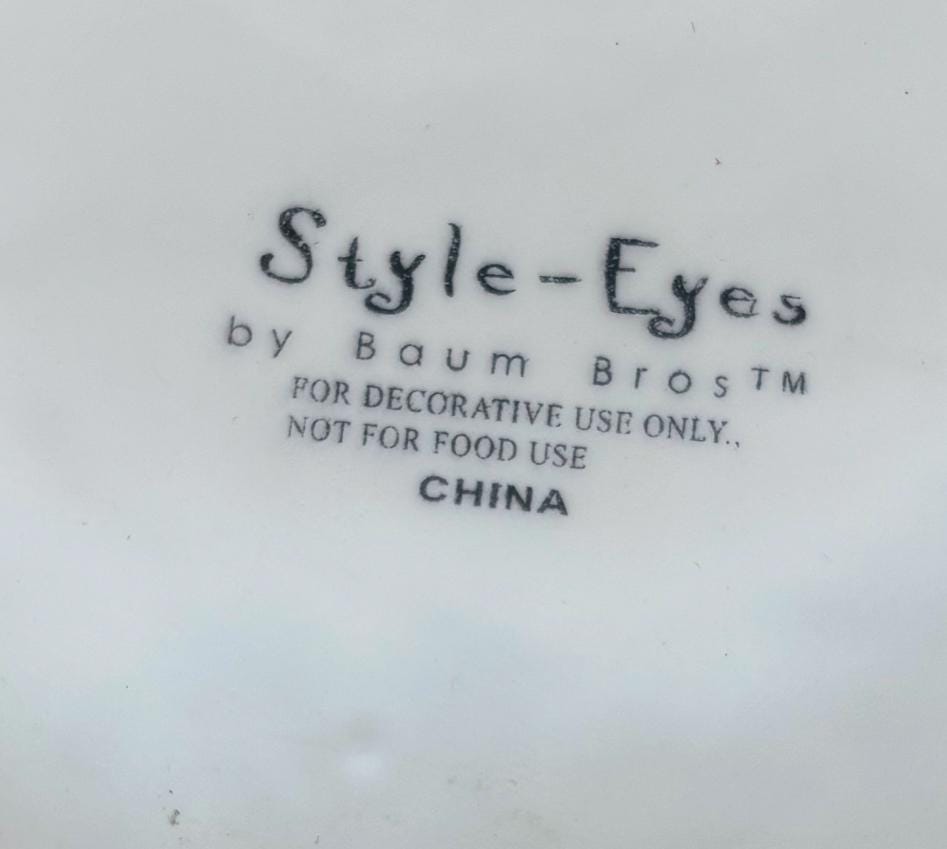 Style-Eyes
by Baum Bros™
FOR DECORATIVE USE ONLY.,
NOT FOR FOOD USE
CHINA